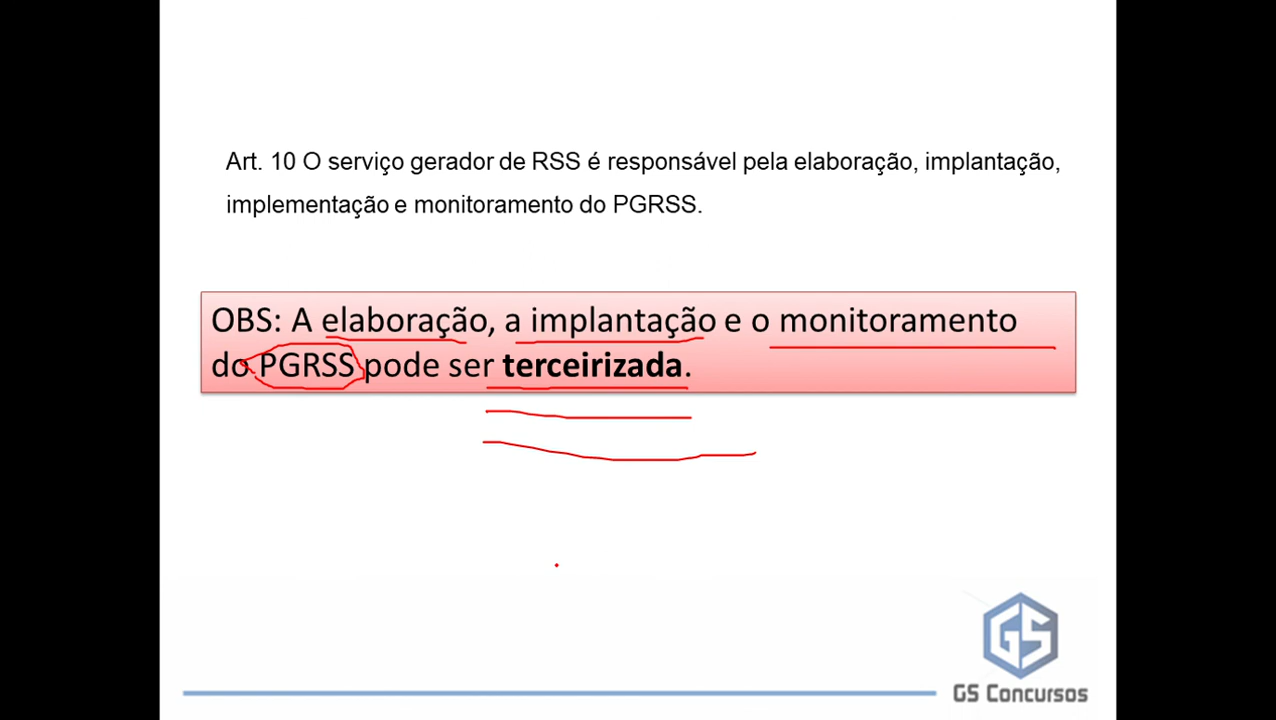 Art. 10 O serviço gerador de RSS é responsável pela elaboração, implantação,
implementação e monitoramento do PGRSS.
OBS: A elaboração, a implantação e o monitoramento
do PGRSS pode ser terceirizada.
GS
GS Concursos